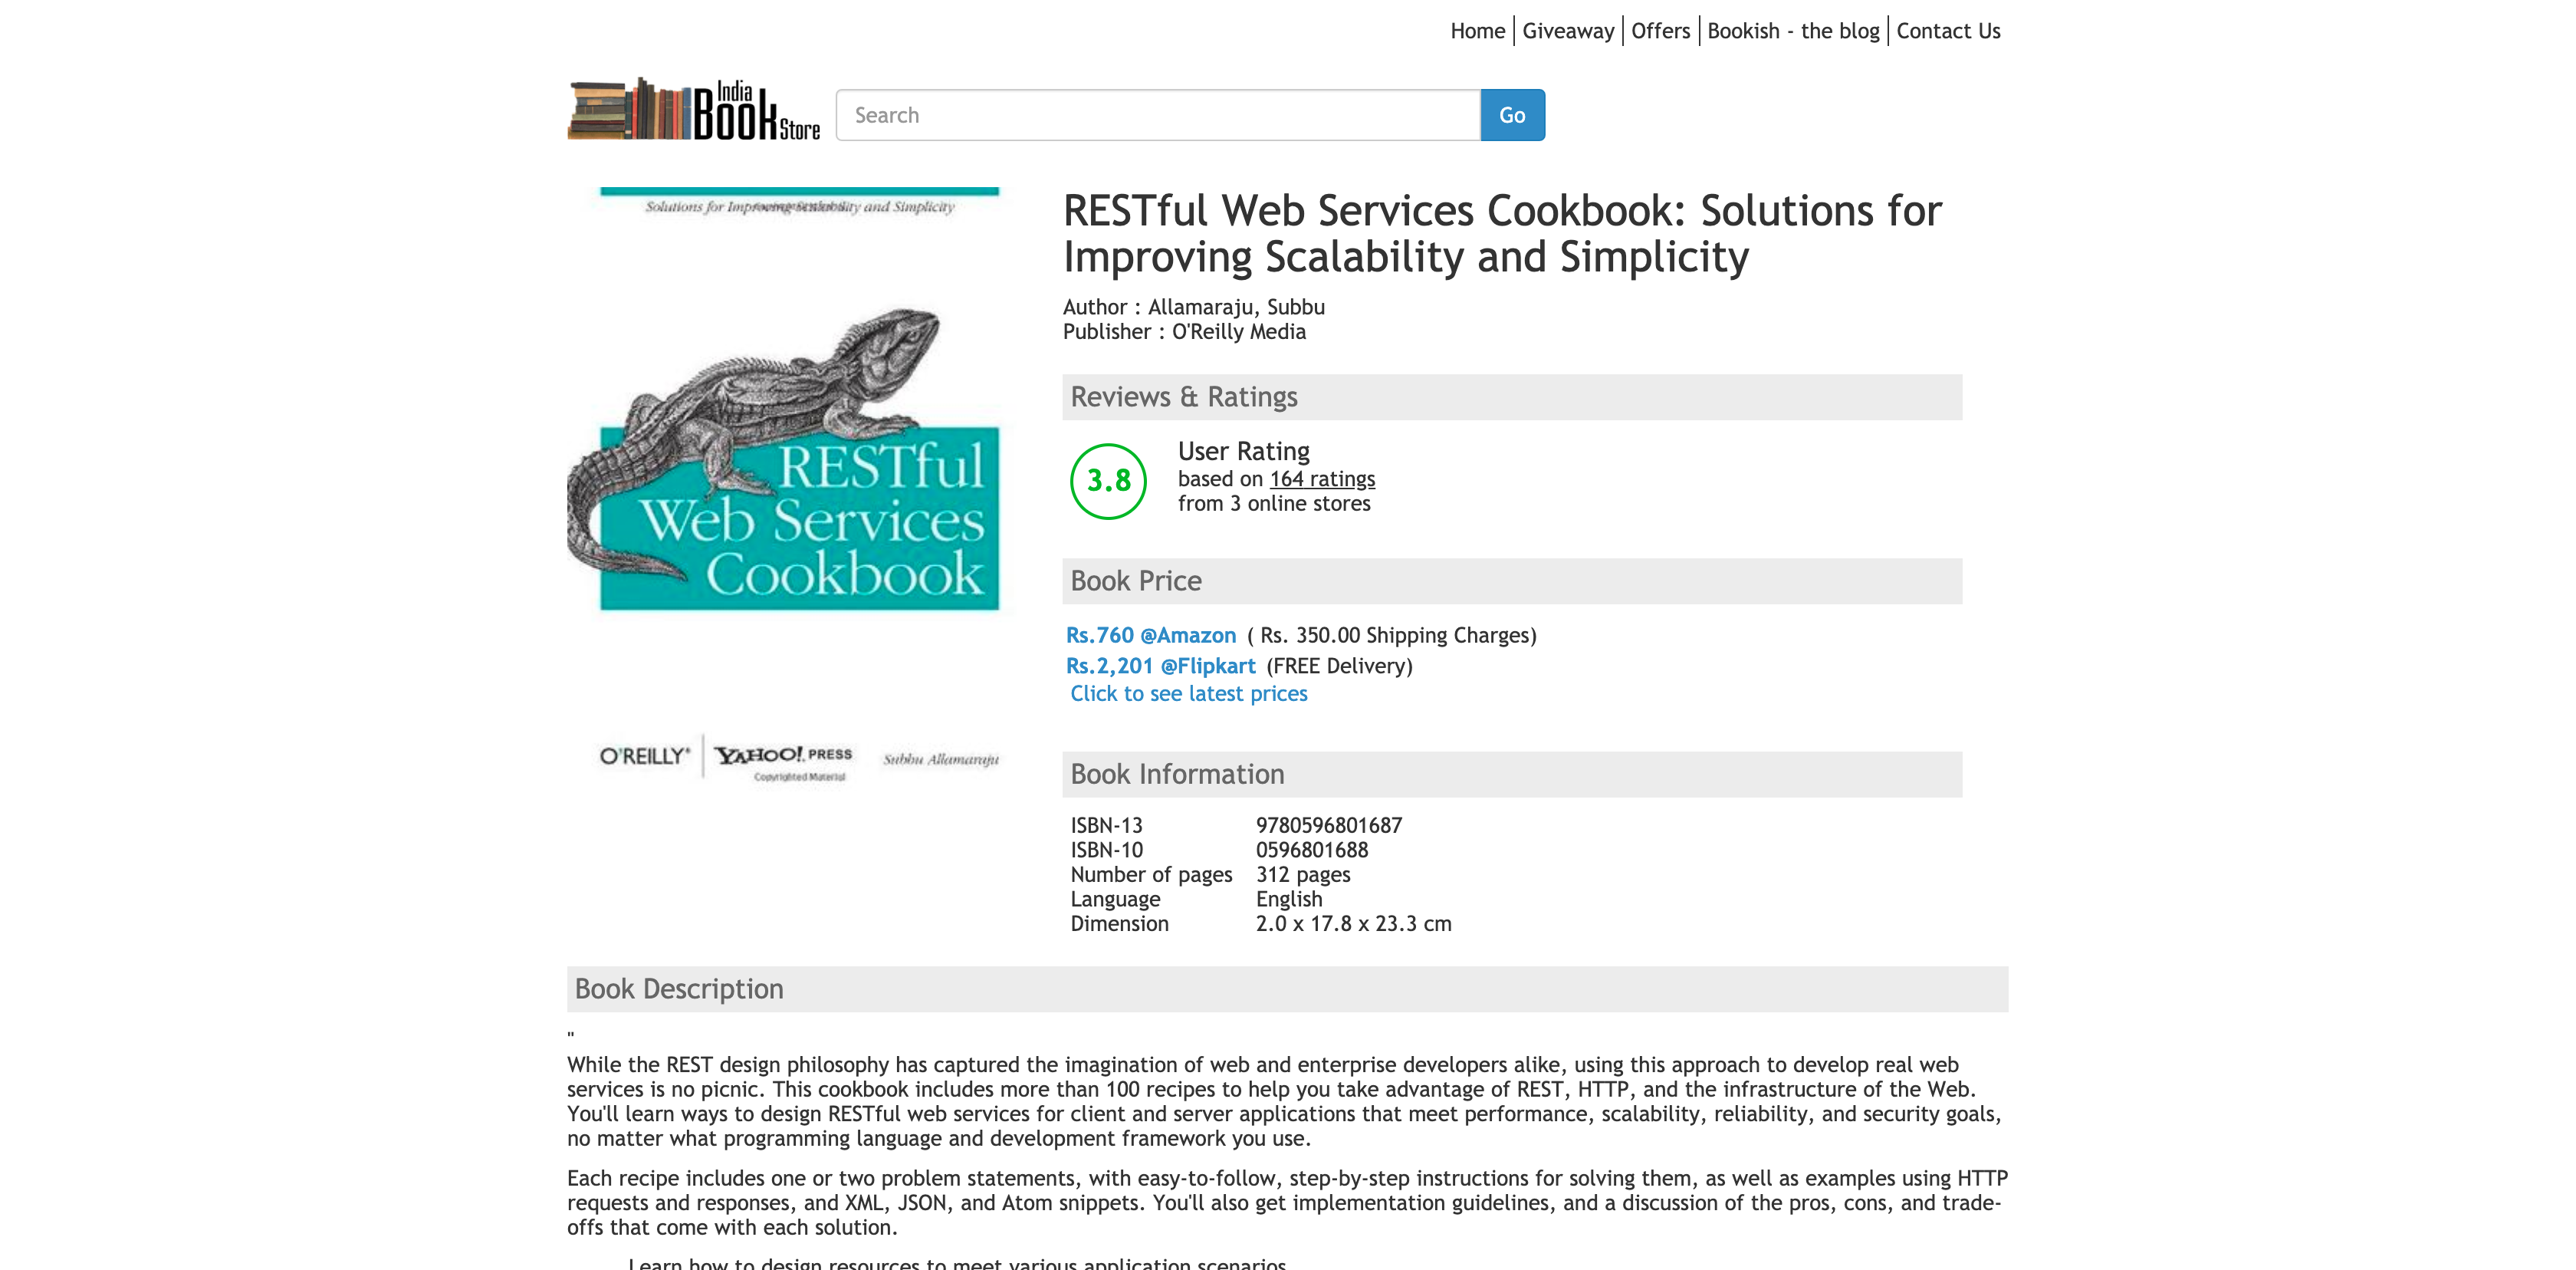 Home Giveaway Offers Bookish - the blog Contact Us
India
Book Store
Search Go
Solutions for Improving Scalability and Simplicity
RESTful
Web Services
Cookbook
O'REILLY® YAHOO! PRESS Subbu Allamaraju
Copyrighted Material
RESTful Web Services Cookbook: Solutions for
Improving Scalability and Simplicity
Author : Allamaraju, Subbu
Publisher : O'Reilly Media
Reviews & Ratings
3.8
User Rating
based on 164 ratings
from 3 online stores
Book Price
Rs.760 @Amazon ( Rs. 350.00 Shipping Charges)
Rs.2,201 @Flipkart (FREE Delivery)
Click to see latest prices
Book Information
ISBN-13 9780596801687
ISBN-10 0596801688
Number of pages 312 pages
Language English
Dimension 2.0 x 17.8 x 23.3 cm
Book Description
"
While the REST design philosophy has captured the imagination of web and enterprise developers alike, using this approach to develop real web
services is no picnic. This cookbook includes more than 100 recipes to help you take advantage of REST, HTTP, and the infrastructure of the Web.
You'll learn ways to design RESTful web services for client and server applications that meet performance, scalability, reliability, and security goals,
no matter what programming language and development framework you use.
Each recipe includes one or two problem statements, with easy-to-follow, step-by-step instructions for solving them, as well as examples using HTTP
requests and responses, and XML, JSON, and Atom snippets. You'll also get implementation guidelines, and a discussion of the pros, cons, and trade-
offs that come with each solution.
Learn how to design resources to meet various application scenarios